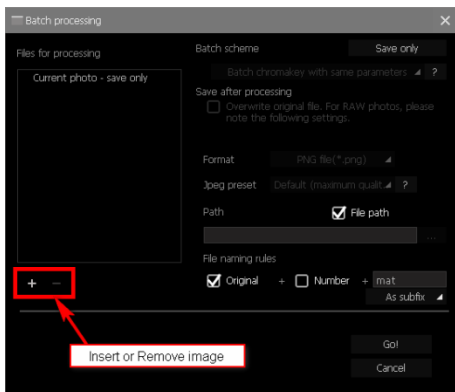 Batch processing
Files for processing
Current photo - save only
Batch scheme
Save only
Batch chromakey with same parameters
?
Save after processing
Overwrite original file. For RAW photos, please
note the following settings.
Format
PNG file(*.png)
Jpeg preset
Default (maximum qualit
?
Path
File path
...
File naming rules
Original + Number + mat
As subfix
+ -
Insert or Remove image
Go!
Cancel